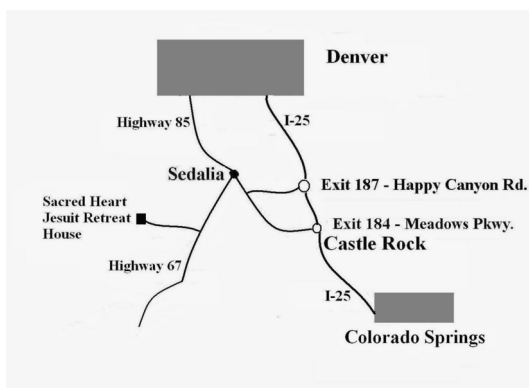 Denver
Highway 85
I-25
Sedalia
Exit 187 - Happy Canyon Rd.
Sacred Heart
Jesuit Retreat
House
Exit 184 - Meadows Pkwy.
Castle Rock
Highway 67
I-25
Colorado Springs